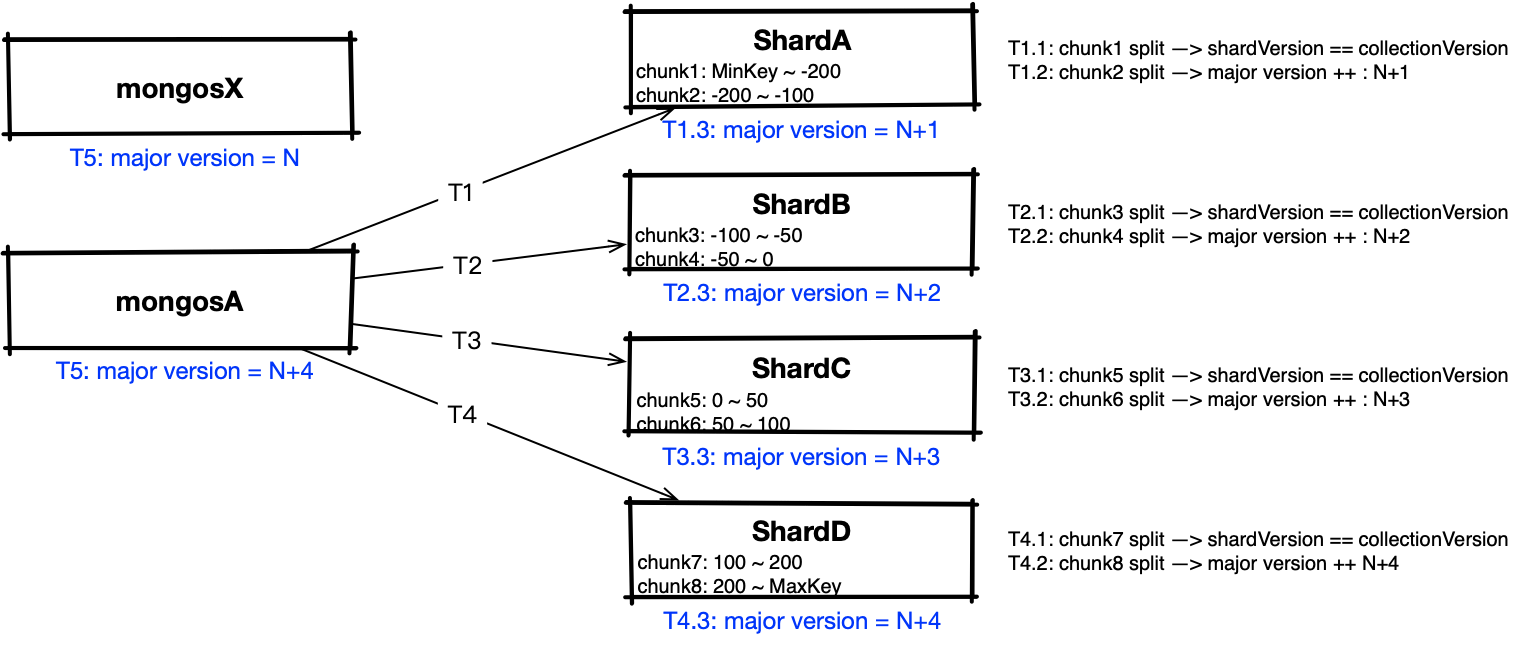 mongosX
T5: major version = N
mongosA
T5: major version = N+4
T1
T2
T3
T4
ShardA
chunk1: MinKey ~ -200
chunk2: -200 ~ -100
T1.3: major version = N+1
T1.1: chunk1 split —> shardVersion == collectionVersion
T1.2: chunk2 split —> major version ++ : N+1
ShardB
chunk3: -100 ~ -50
chunk4: -50 ~ 0
T2.3: major version = N+2
T2.1: chunk3 split —> shardVersion == collectionVersion
T2.2: chunk4 split —> major version ++ : N+2
ShardC
chunk5: 0 ~ 50
chunk6: 50 ~ 100
T3.3: major version = N+3
T3.1: chunk5 split —> shardVersion == collectionVersion
T3.2: chunk6 split —> major version ++ : N+3
ShardD
chunk7: 100 ~ 200
chunk8: 200 ~ MaxKey
T4.3: major version = N+4
T4.1: chunk7 split —> shardVersion == collectionVersion
T4.2: chunk8 split —> major version ++ N+4